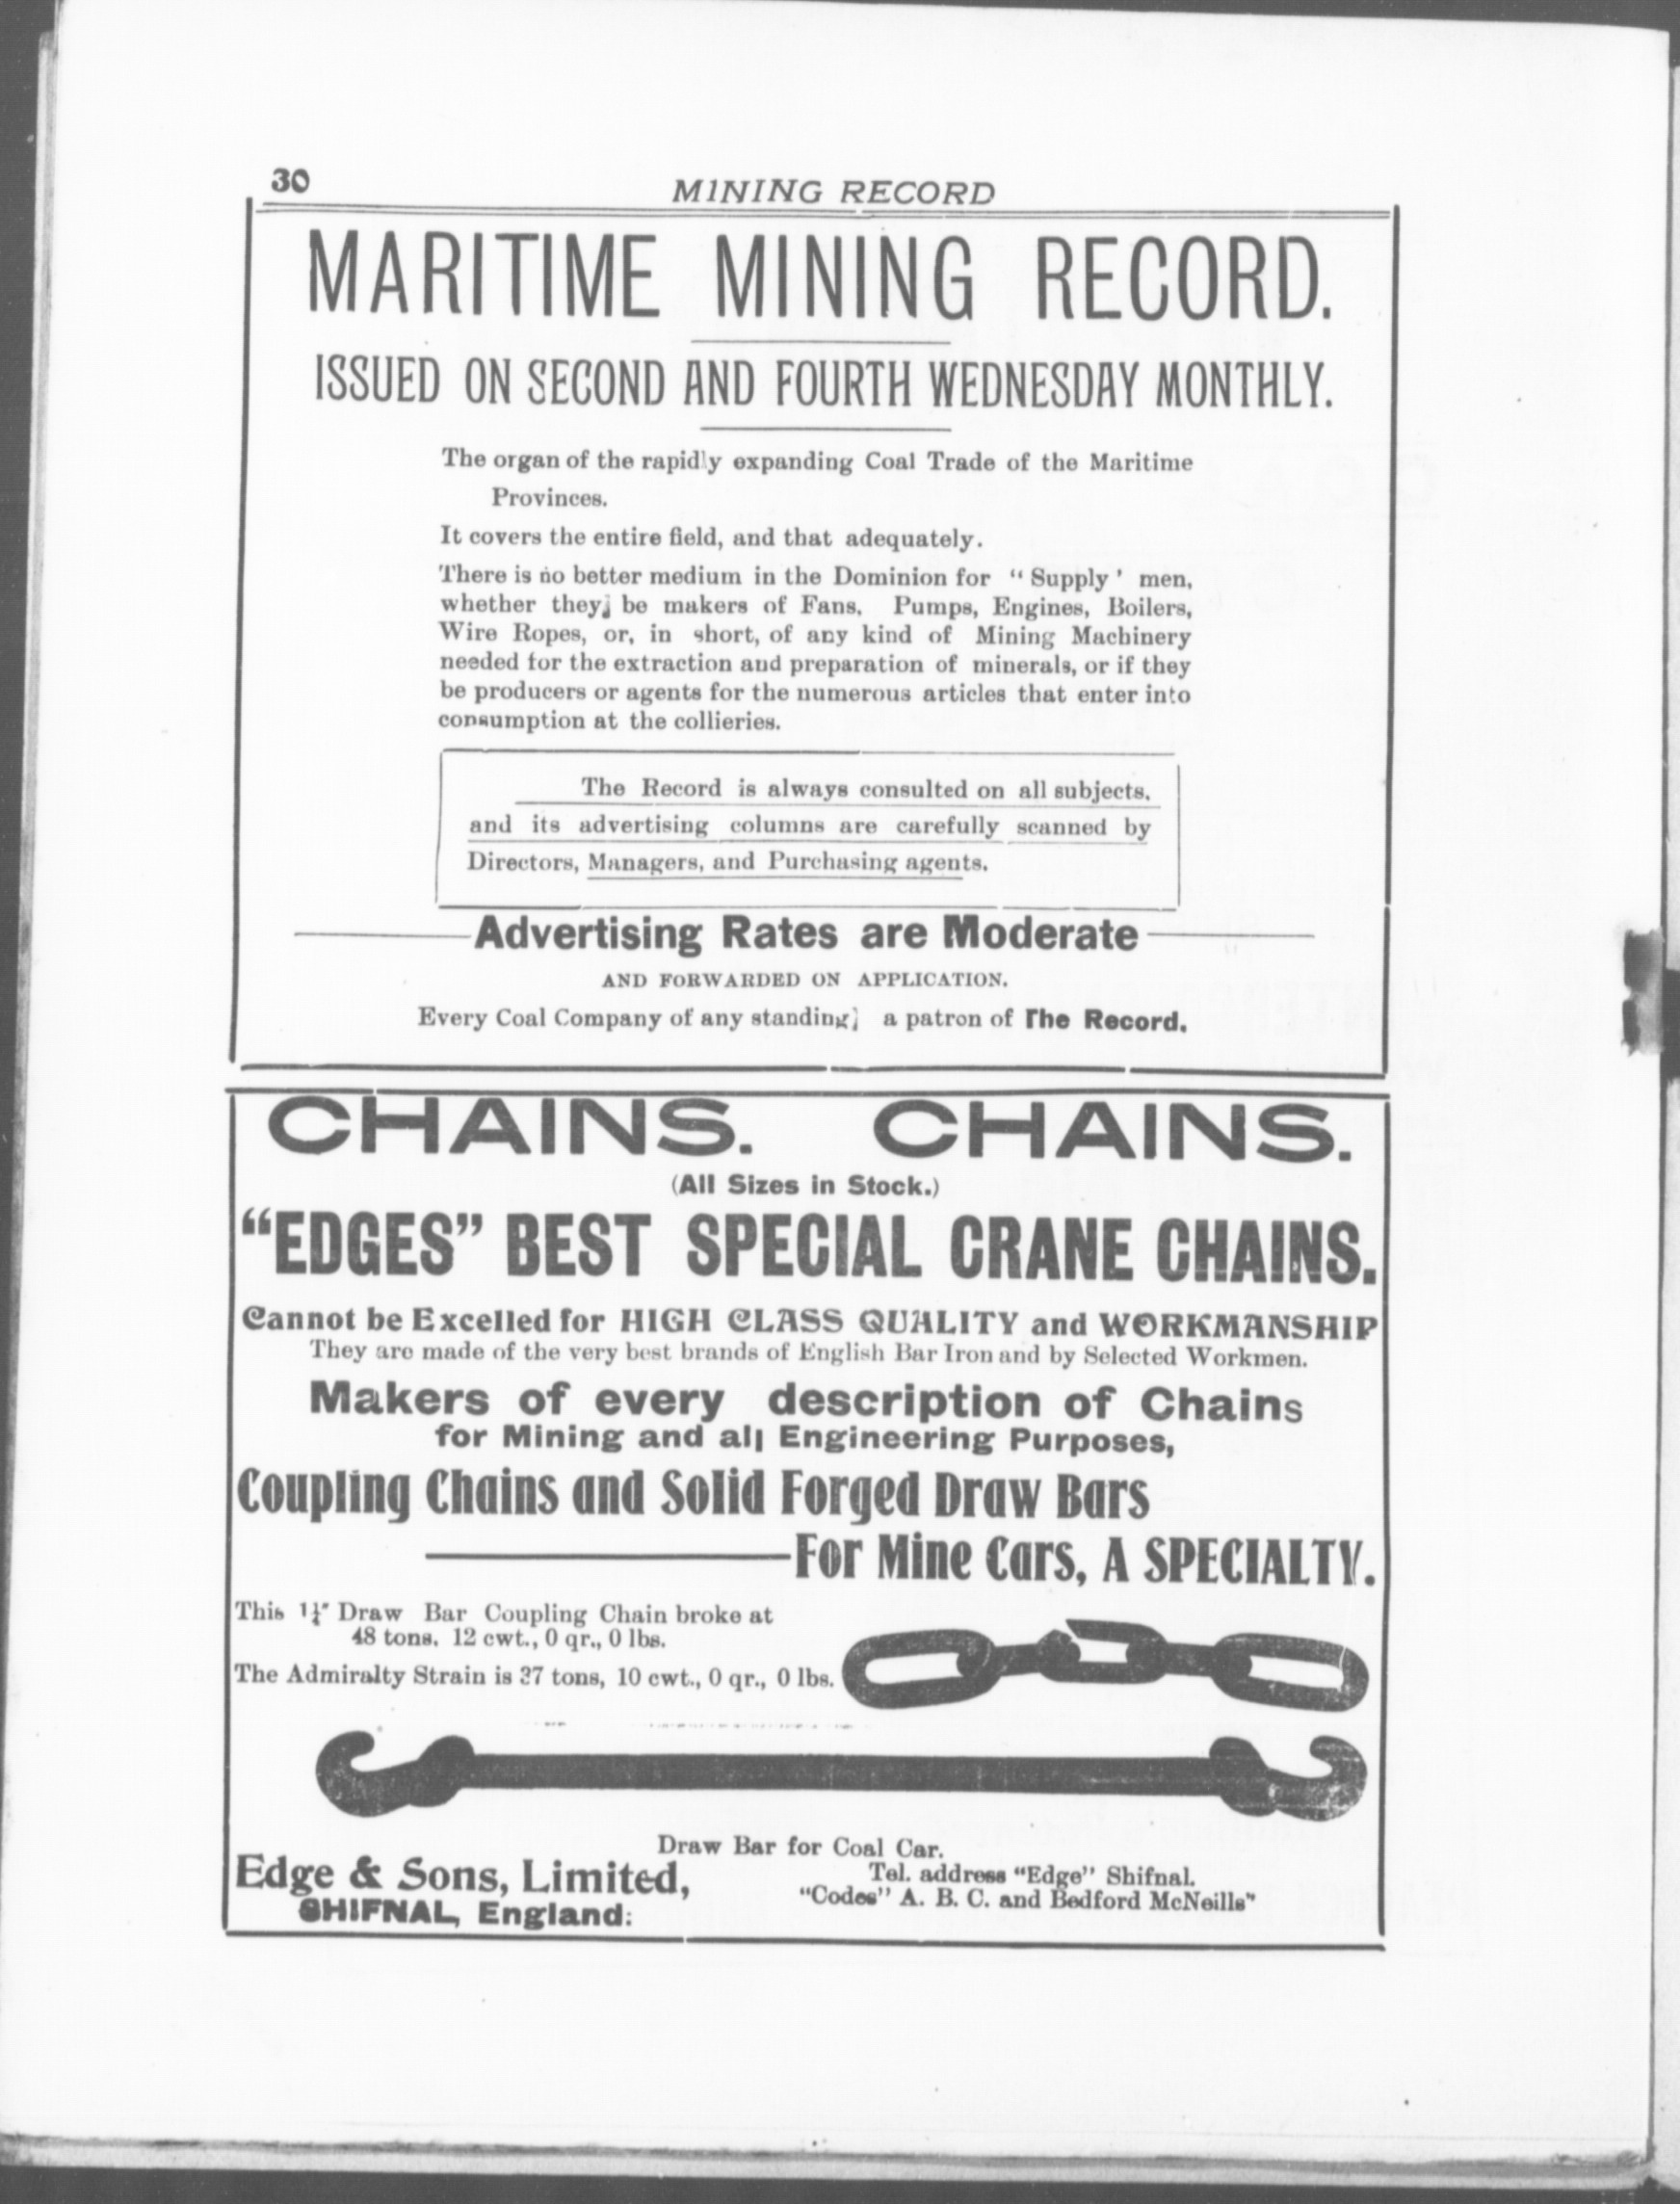 30
MINING RECORD
MARITIME MINING RECORD.
ISSUED ON SECOND AND FOURTH WEDNESDAY MONTHLY.
The organ of the rapidly expanding Coal Trade of the Maritime
Provinces.
It covers the entire field, and that adequately.
There is no better medium in the Dominion for “ Supply ’ men,
whether they be makers of Fans, Pumps, Engines, Boilers,
Wire Ropes, or, in short, of any kind of Mining Machinery
needed for the extraction and preparation of minerals, or if they
be producers or agents for the numerous articles that enter into
consumption at the collieries.
The Record is always consulted on all subjects,
and its advertising columns are carefully scanned by
Directors, Managers, and Purchasing agents.
Advertising Rates are Moderate
AND FORWARDED ON APPLICATION.
Every Coal Company of any standing; a patron of The Record.
CHAINS. CHAINS.
(All Sizes in Stock.)
“EDGES” BEST SPECIAL CRANE CHAINS.
Cannot be Excelled for HIGH CLASS QUALITY and WORKMANSHIP
They are made of the very best brands of English Bar Iron and by Selected Workmen.
Makers of every description of Chains
for Mining and all Engineering Purposes,
Coupling Chains and Solid Forged Draw Bars
For Mine Cars, A SPECIALTY.
This 1¼″ Draw Bar Coupling Chain broke at
48 tons, 12 cwt., 0 qr., 0 lbs.
The Admiralty Strain is 37 tons, 10 cwt., 0 qr., 0 lbs.
Draw Bar for Coal Car.
Edge & Sons, Limited,
SHIFNAL, England:
Tel. address “Edge” Shifnal.
“Codes” A. B. C. and Bedford McNeills”